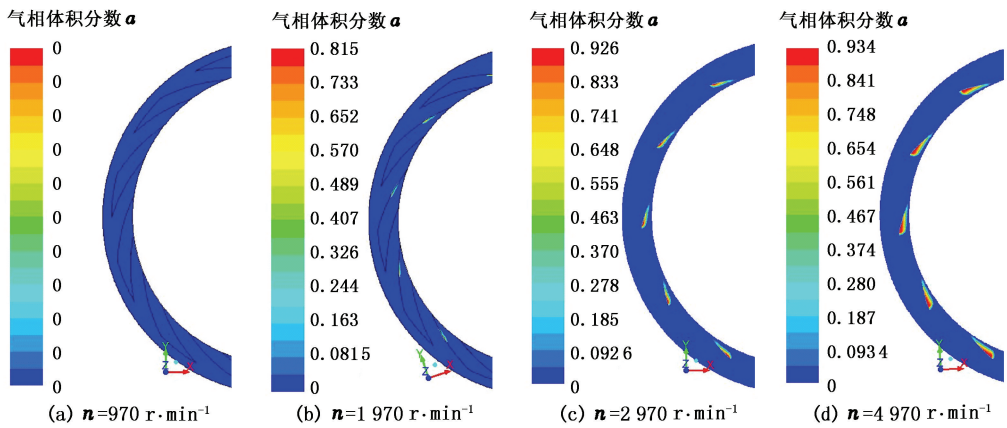 气相体积分数 a
0
0
0
0
0
0
0
0
0
0
0
Y
Z
X
(a) n=970 r·min⁻¹
气相体积分数 a
0. 815
0. 733
0. 652
0. 570
0. 489
0. 407
0. 326
0. 244
0. 163
0. 0815
0
Y
Z
X
(b) n=1 970 r·min⁻¹
气相体积分数 a
0. 926
0. 833
0. 741
0. 648
0. 555
0. 463
0. 370
0. 278
0. 185
0. 092 6
0
Y
Z
X
(c) n=2 970 r·min⁻¹
气相体积分数 a
0. 934
0. 841
0. 748
0. 654
0. 561
0. 467
0. 374
0. 280
0. 187
0. 093 4
0
Y
Z
X
(d) n=4 970 r·min⁻¹